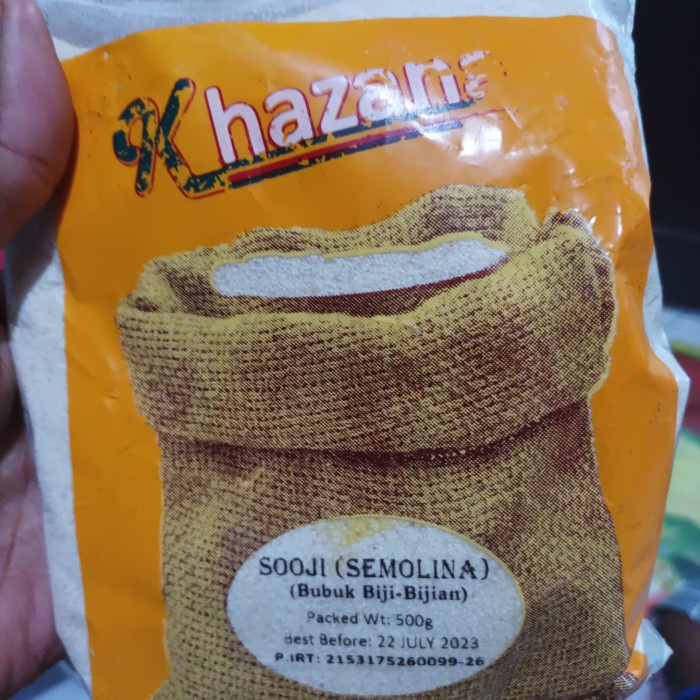 Khazana
SOOJI (SEMOLINA)
(Bubuk Biji-Bijian)
Packed Wt: 500g
Best Before: 22 JULY 2023
P.IRT: 2153175260099-26